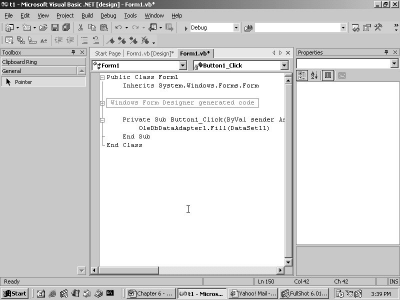 t1 - Microsoft Visual Basic .NET [design] - Form1.vb*
File Edit View Project Build Debug Tools Window Help
Debug
Toolbox
Clipboard Ring
General
Pointer
Start Page Form1.vb [Design]* Form1.vb*
Form1 Button1_Click
Public Class Form1
Inherits System.Windows.Forms.Form
Windows Form Designer generated code
Private Sub Button1_Click(ByVal sender As
OleDbDataAdapter1.Fill(DataSet11)
End Sub
End Class
Properties
Ready Ln 150 Col 42 Ch 42 INS
Start Chapter 6 - ... t1 - Micros... Yahoo! Mail - ... FullShot 6.01... 3:39 PM